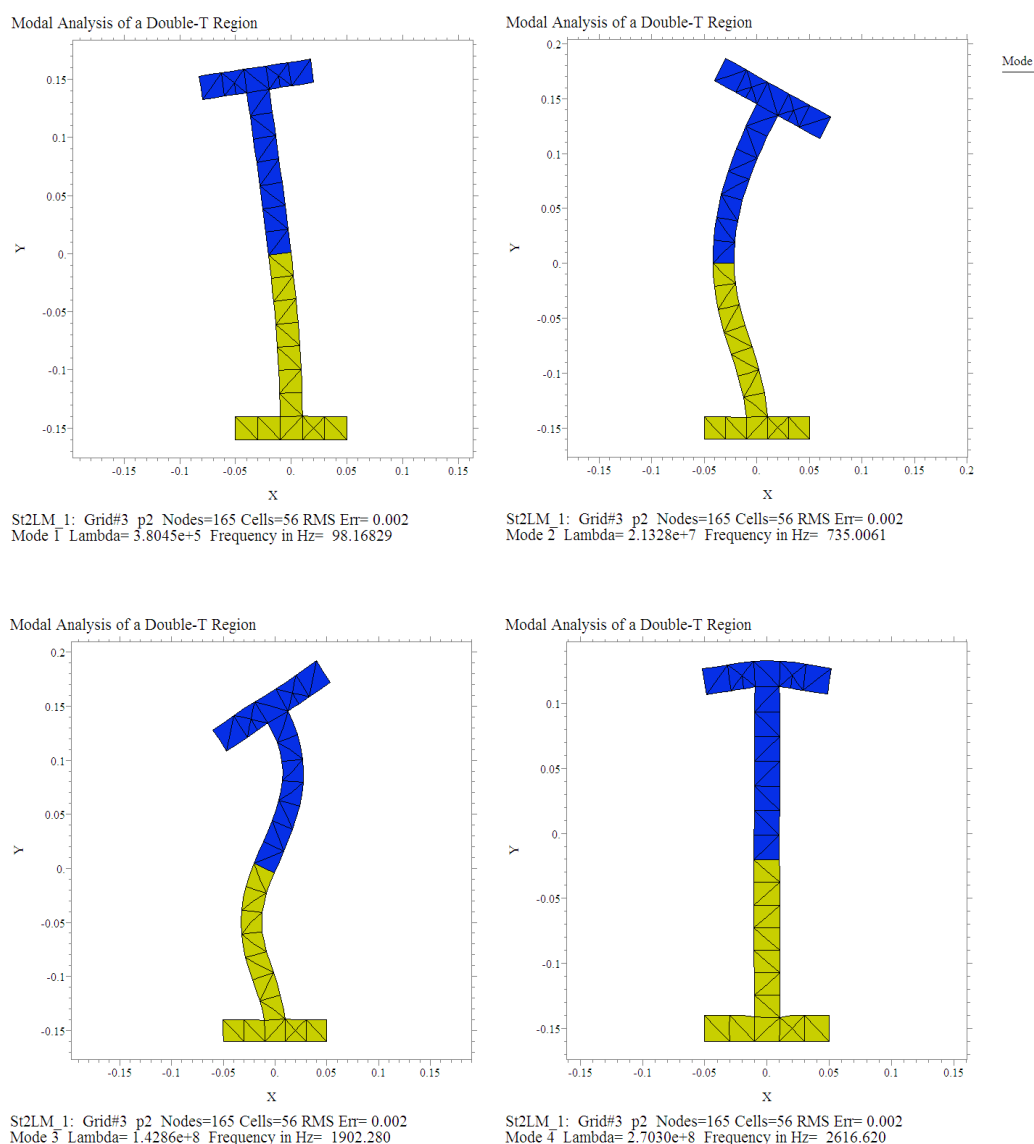 Modal Analysis of a Double-T Region
0.15
0.1
0.05
0.
-0.05
-0.1
-0.15
Y
-0.15 -0.1 -0.05 0. 0.05 0.1 0.15
X
St2LM_1: Grid#3 p2 Nodes=165 Cells=56 RMS Err= 0.002
Mode 1 Lambda= 3.8045e+5 Frequency in Hz= 98.16829
Modal Analysis of a Double-T Region
Mode
0.2
0.15
0.1
0.05
0.
-0.05
-0.1
-0.15
Y
-0.15 -0.1 -0.05 0. 0.05 0.1 0.15 0.2
X
St2LM_1: Grid#3 p2 Nodes=165 Cells=56 RMS Err= 0.002
Mode 2 Lambda= 2.1328e+7 Frequency in Hz= 735.0061
Modal Analysis of a Double-T Region
0.2
0.15
0.1
0.05
0.
-0.05
-0.1
-0.15
Y
-0.15 -0.1 -0.05 0. 0.05 0.1 0.15
X
St2LM_1: Grid#3 p2 Nodes=165 Cells=56 RMS Err= 0.002
Mode 3 Lambda= 1.4286e+8 Frequency in Hz= 1902.280
Modal Analysis of a Double-T Region
0.1
0.05
0.
-0.05
-0.1
-0.15
Y
-0.15 -0.1 -0.05 0. 0.05 0.1 0.15
X
St2LM_1: Grid#3 p2 Nodes=165 Cells=56 RMS Err= 0.002
Mode 4 Lambda= 2.7030e+8 Frequency in Hz= 2616.620